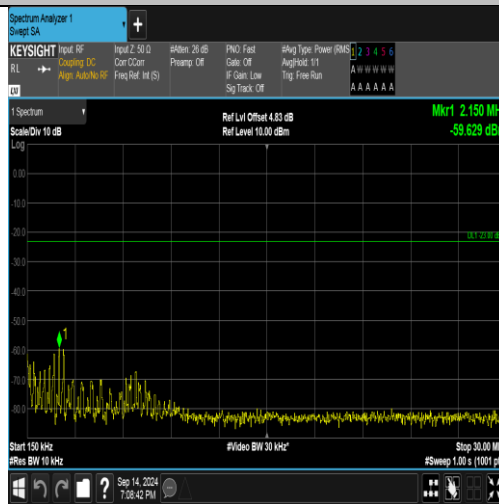 Spectrum Analyzer 1
Swept SA
+
KEYSIGHT Input: RF Input Z: 50 Ω #Atten: 26 dB PNO: Fast #Avg Type: Power (RMS 1 2 3 4 5 6
RL Coupling: DC Corr CCorr Preamp: Off Gate: Off Avg|Hold: 1/1 A W W W W W
Align: Auto/No RF Freq Ref: Int (S) IF Gain: Low Trig: Free Run
Sig Track: Off A A A A A A
1 Spectrum
Scale/Div 10 dB
Ref Lvl Offset 4.83 dB
Ref Level 10.00 dBm
Mkr1 2.150 MH
-59.629 dB
Log
0.00
-10.0
DL1 -23.00 dB
-20.0
-30.0
-40.0
-50.0
1
-60.0
-70.0
-80.0
Start 150 kHz #Video BW 30 kHz* Stop 30.00 M
#Res BW 10 kHz #Sweep 1.00 s (1001 pt
? Sep 14, 2024
7:08:42 PM